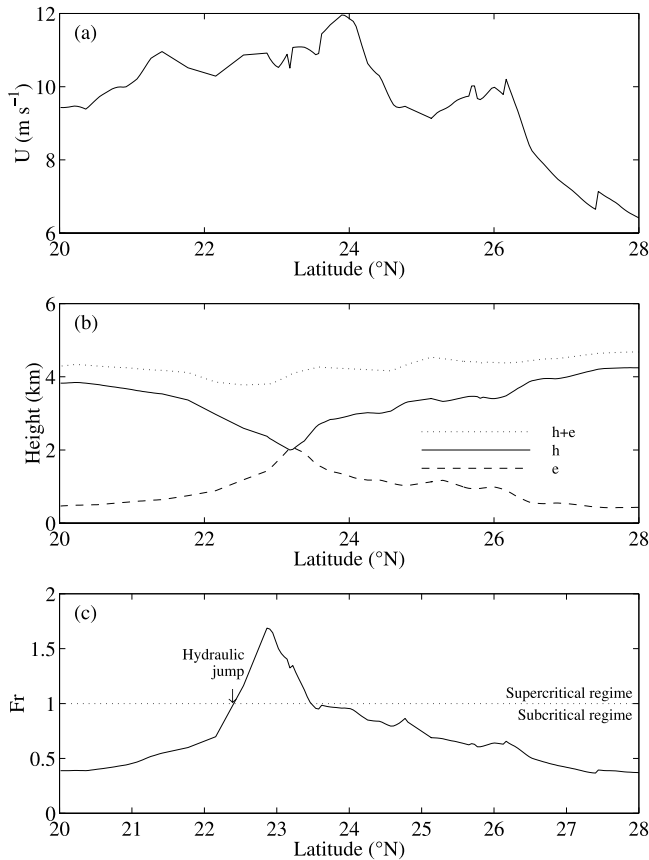 (a)
12
10
8
6
U (m s⁻¹)
20 22 24 26 28
Latitude (°N)
(b)
6
4
2
0
Height (km)
h+e
h
e
20 22 24 26 28
Latitude (°N)
(c)
2
1.5
1
0.5
0
Fr
Hydraulic
jump
Supercritical regime
Subcritical regime
20 21 22 23 24 25 26 27 28
Latitude (°N)